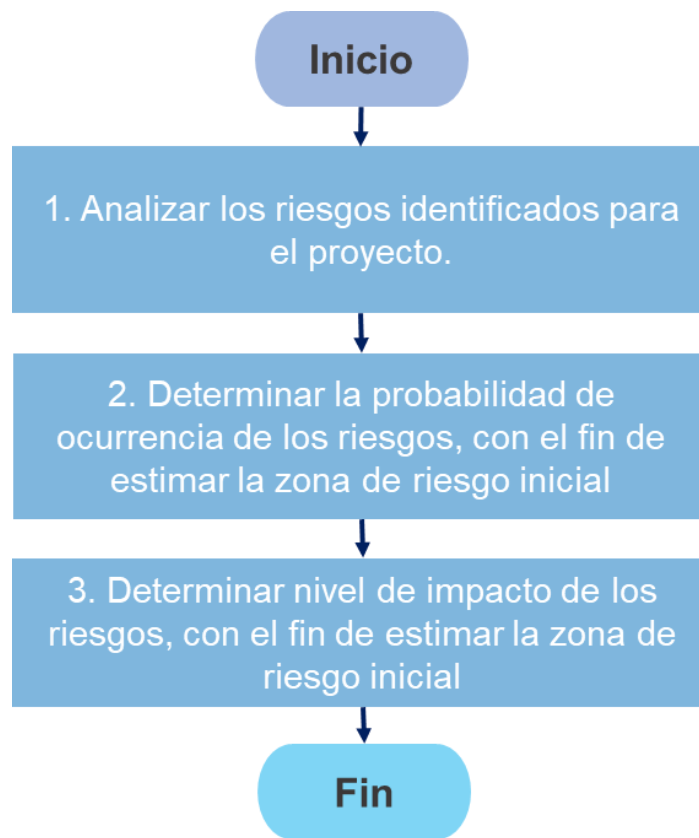 Inicio
1. Analizar los riesgos identificados para
el proyecto.
2. Determinar la probabilidad de
ocurrencia de los riesgos, con el fin de
estimar la zona de riesgo inicial
3. Determinar nivel de impacto de los
riesgos, con el fin de estimar la zona de
riesgo inicial
Fin